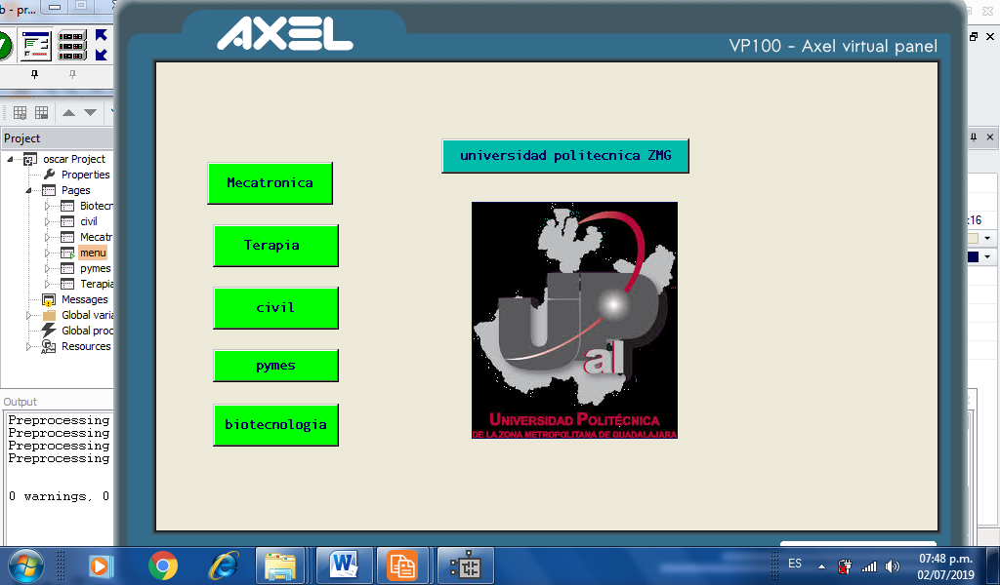 b - pr...
AXEL
VP100 - Axel virtual panel
Project
oscar Project
Properties
Pages
Biotecn
civil
Mecatr
menu
pymes
Terapia
Messages
Global varia
Global proc
Resources
Mecatronica
Terapia
civil
pymes
biotecnologia
universidad politecnica ZMG
UP al
UNIVERSIDAD POLITÉCNICA
DE LA ZONA METROPOLITANA DE GUADALAJARA
:16
Output
Preprocessing
Preprocessing
Preprocessing
Preprocessing
0 warnings, 0
ES
07:48 p.m.
02/07/2019